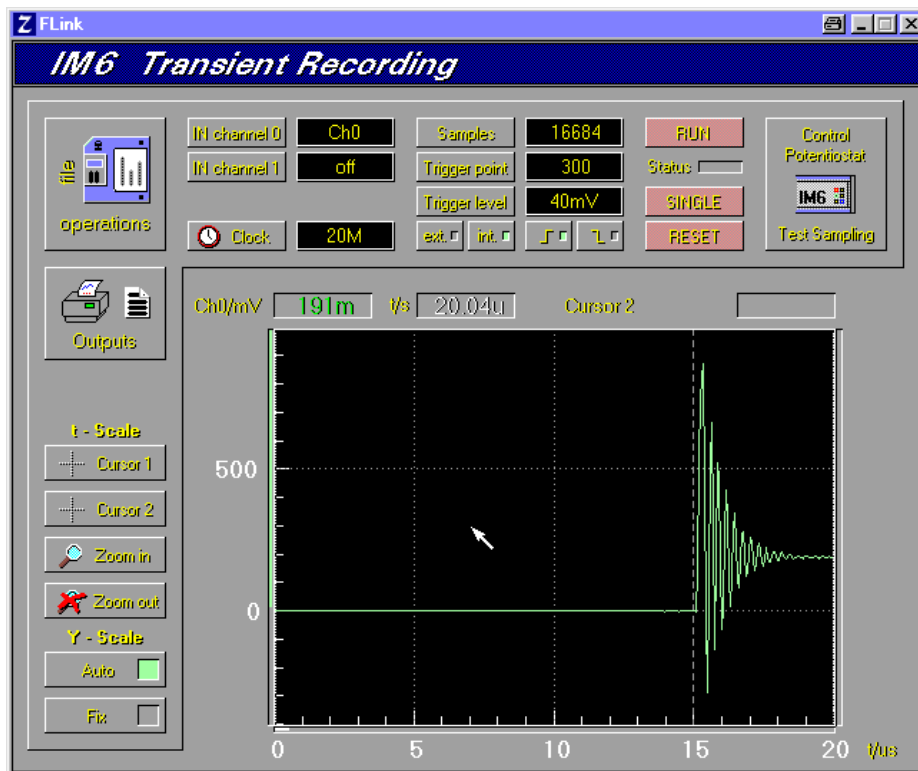 Z FLink
IM6 Transient Recording
file
operations
IN channel 0 Ch0
IN channel 1 off
Clock 20M
Samples 16684
Trigger point 300
Trigger level 40mV
ext. int.
RUN
Status
SINGLE
RESET
Control
Potentiostat
IM6
Test Sampling
Outputs
Ch0/mV 191m t/s 20.04u Cursor 2
t - Scale
Cursor 1
Cursor 2
Zoom in
Zoom out
Y - Scale
Auto
Fix
500
0
0 5 10 15 20 t/us